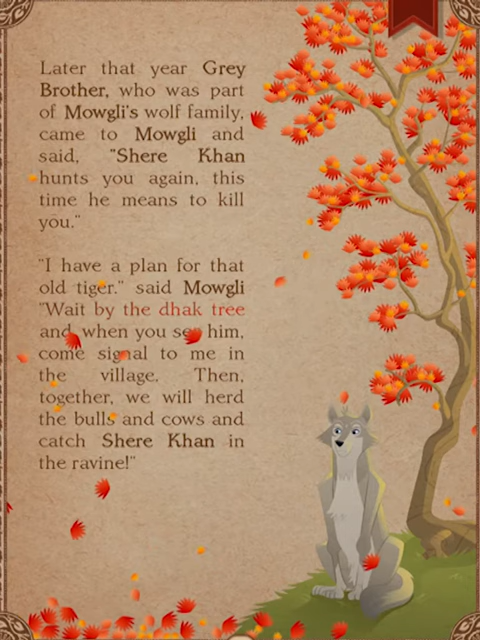 Later that year Grey
Brother, who was part
of Mowgli's wolf family,
came to Mowgli and
said, "Shere Khan
hunts you again, this
time he means to kill
you."
"I have a plan for that
old tiger." said Mowgli
"Wait by the dhak tree
and when you see him,
come signal to me in
the village. Then,
together, we will herd
the bulls and cows and
catch Shere Khan in
the ravine!"